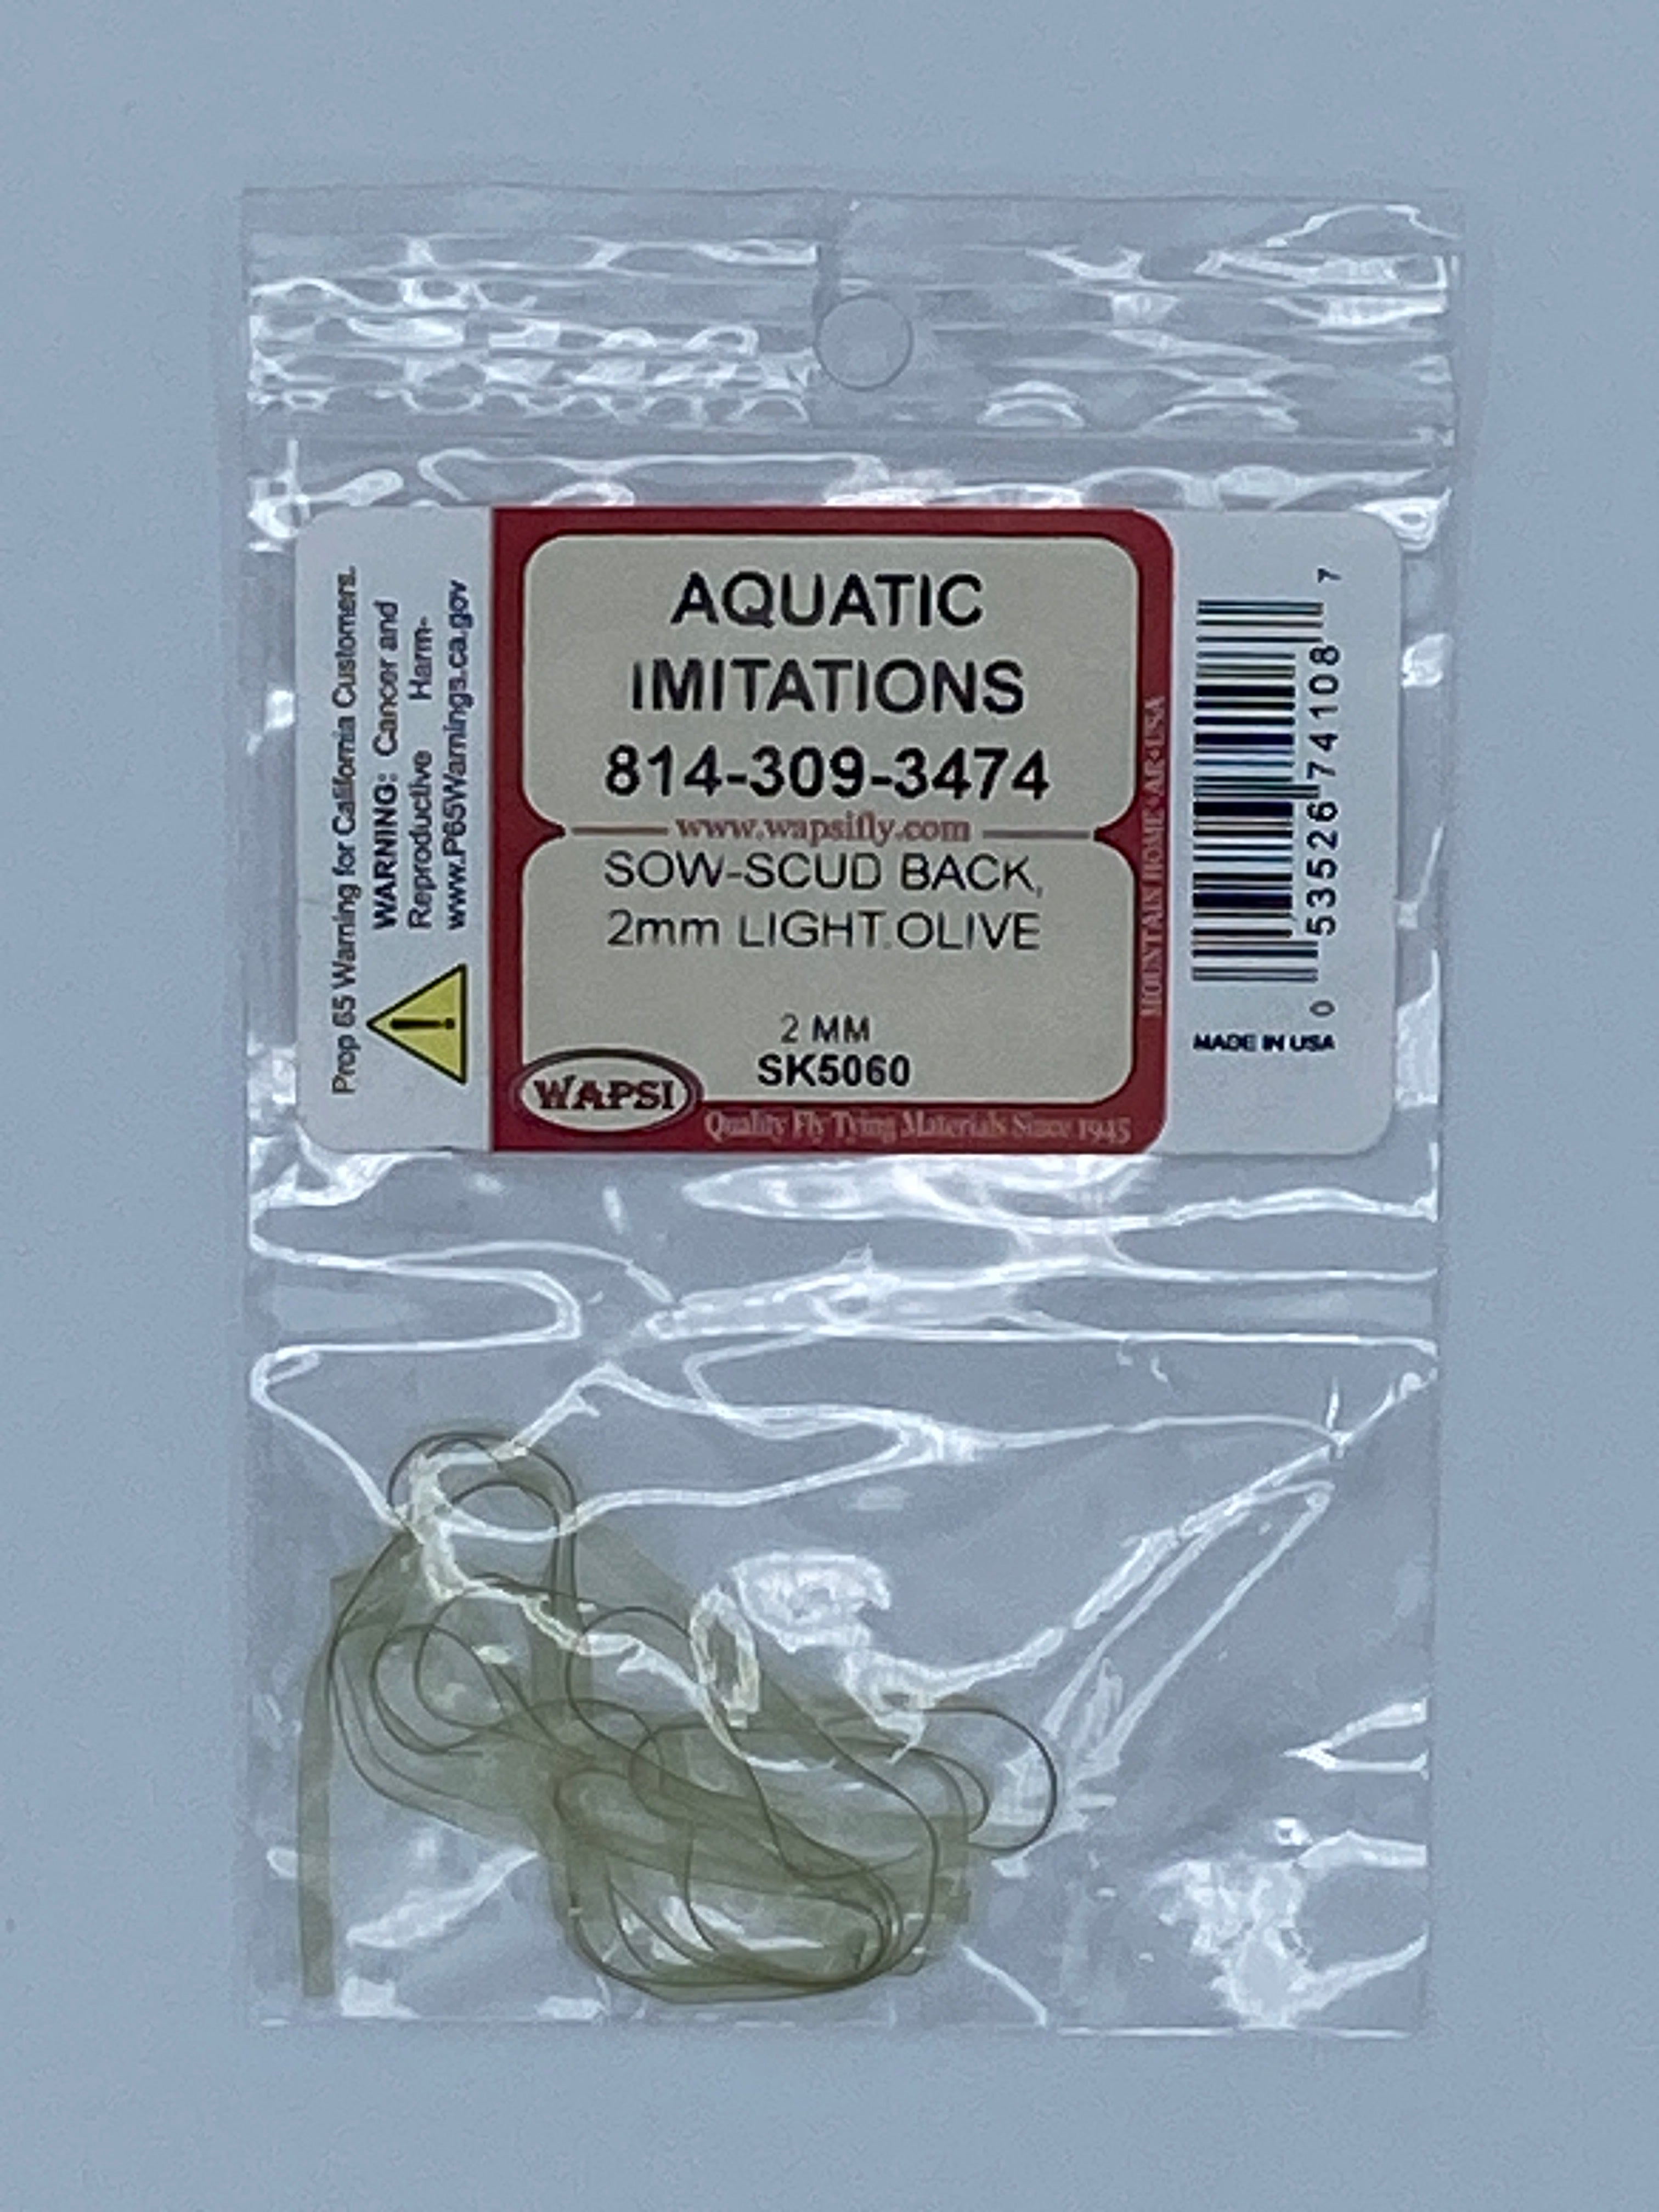 Prop 65 Warning for California Customers.
WARNING: Cancer and
Reproductive Harm-
www.P65Warnings.ca.gov
AQUATIC
IMITATIONS
814-309-3474
www.wapsifly.com
SOW-SCUD BACK,
2mm LIGHT OLIVE
2 MM
SK5060
WAPSI
Quality Fly Tying Materials Since 1945
MOUNTAIN HOME•AR•USA
0 53526 74108 7
MADE IN USA